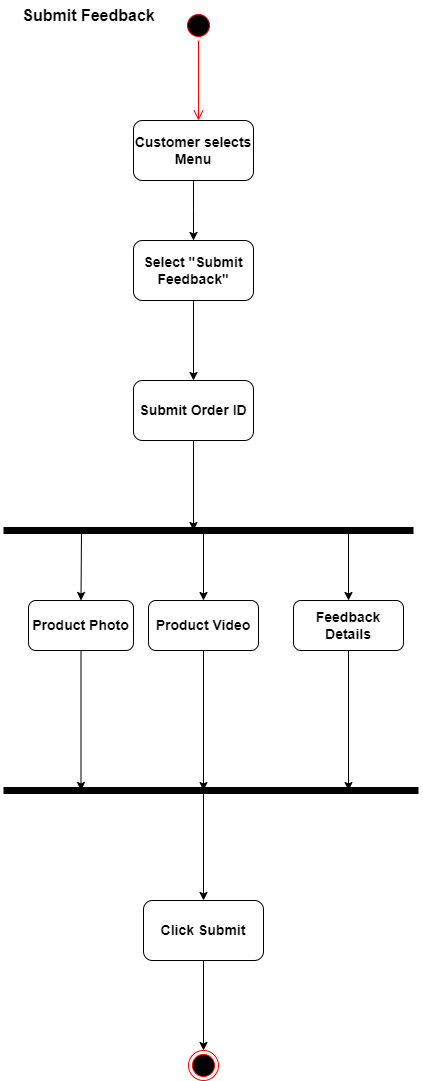 Submit Feedback
Customer selects
Menu
Select "Submit
Feedback"
Submit Order ID
Product Photo
Product Video
Feedback
Details
Click Submit